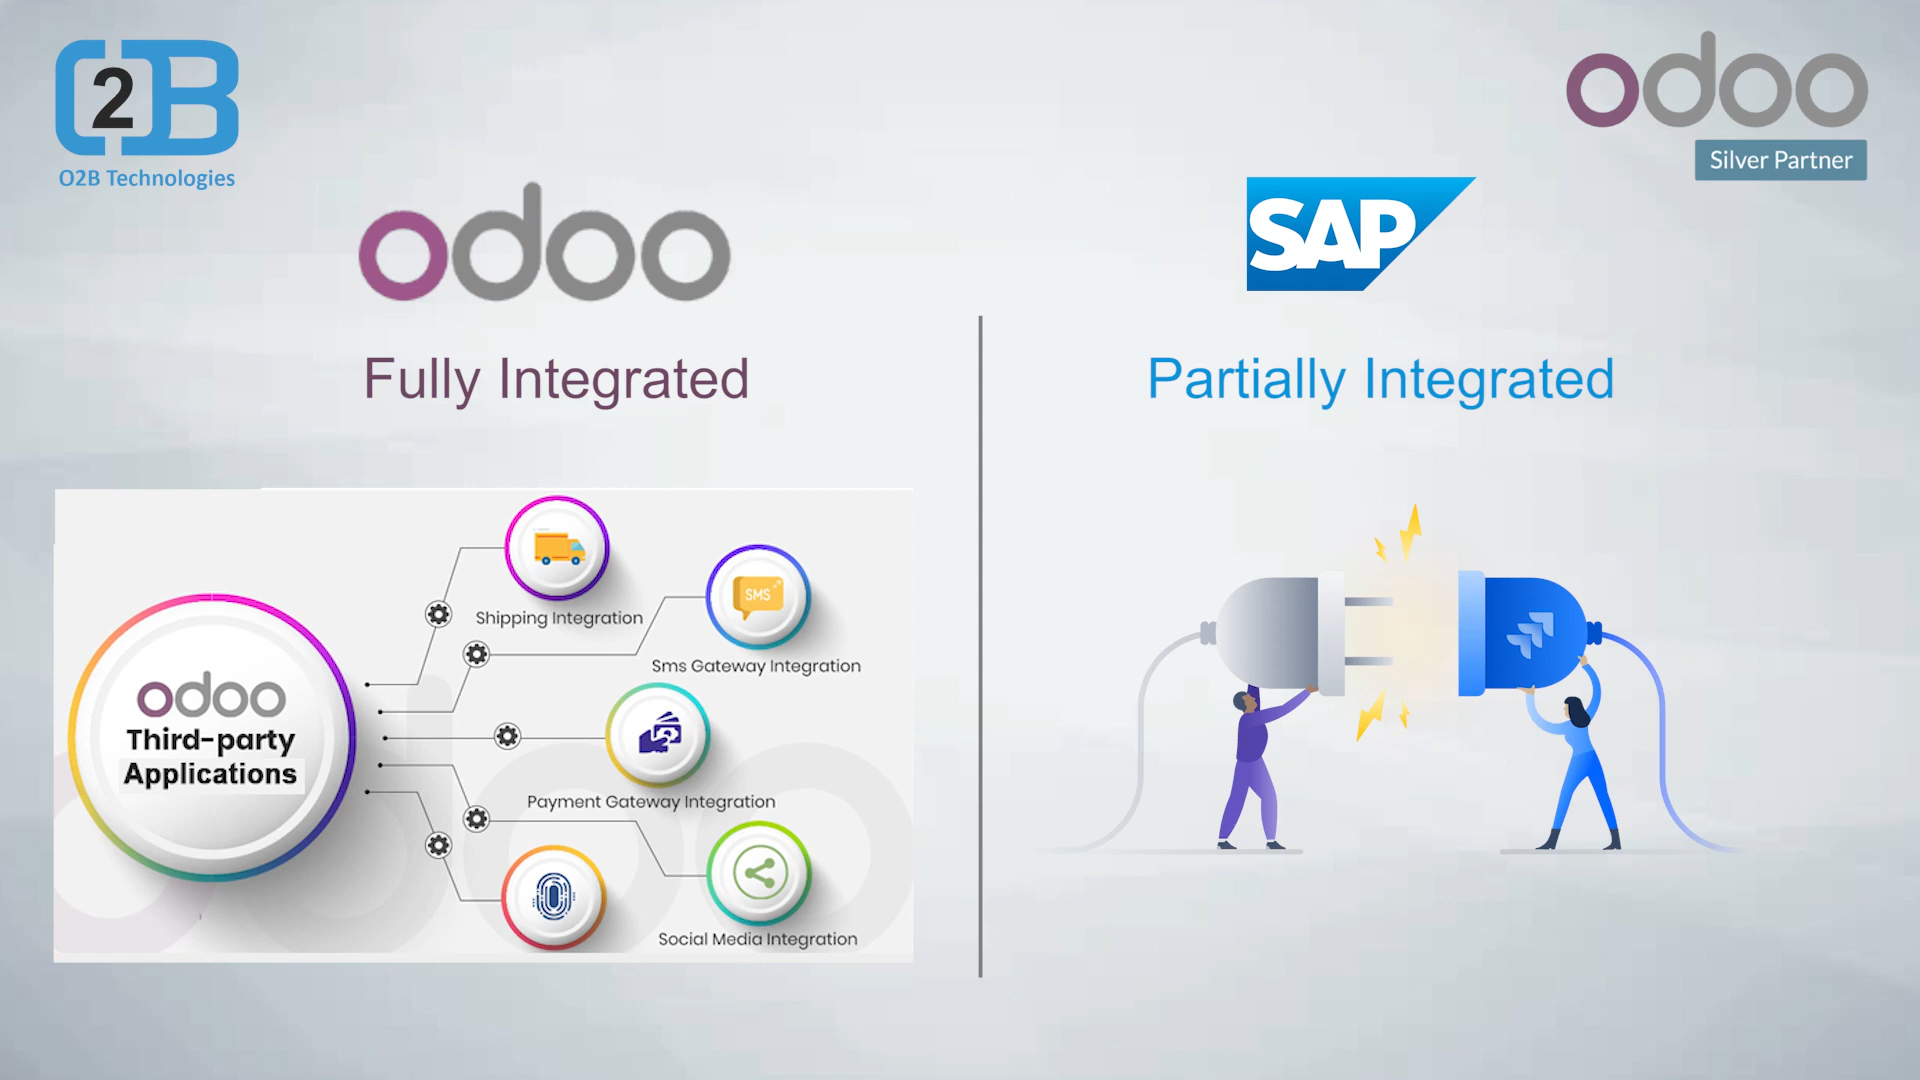 O2B
O2B Technologies
odoo
Silver Partner
odoo
SAP
Fully Integrated
Partially Integrated
odoo
Third-party
Applications
Shipping Integration
SMS
Sms Gateway Integration
Payment Gateway Integration
Social Media Integration